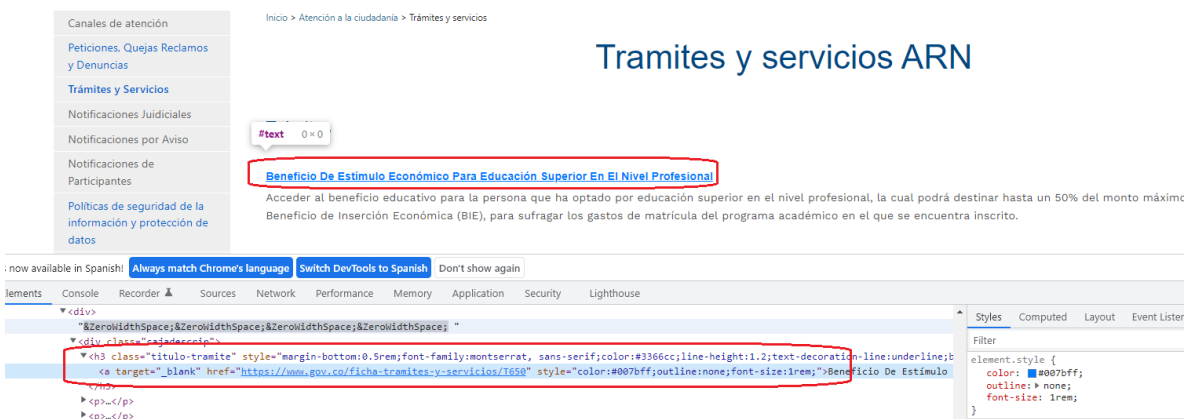 Canales de atención
Peticiones, Quejas Reclamos
y Denuncias
Trámites y Servicios
Notificaciones Juidiciales
Notificaciones por Aviso
Notificaciones de
Participantes
Políticas de seguridad de la
información y protección de
datos
Inicio > Atención a la ciudadanía > Trámites y servicios
Tramites y servicios ARN
#text 0×0
Beneficio De Estimulo Económico Para Educación Superior En El Nivel Profesional
Acceder al beneficio educativo para la persona que ha optado por educación superior en el nivel profesional, la cual podrá destinar hasta un 50% del monto máximo
Beneficio de Inserción Económica (BIE), para sufragar los gastos de matrícula del programa académico en el que se encuentra inscrito.
s now available in Spanish! Always match Chrome's language Switch DevTools to Spanish Don't show again
lements Console Recorder Sources Network Performance Memory Application Security Lighthouse
▼<div>
"&ZeroWidthSpace;&ZeroWidthSpace;&ZeroWidthSpace;&ZeroWidthSpace; "
▼<div class="cajadescrip">
▼<h3 class="titulo-tramite" style="margin-bottom:0.5rem;font-family:montserrat, sans-serif;color:#3366cc;line-height:1.2;text-decoration-line:underline;b
<a target="_blank" href="https://www.gov.co/ficha-tramites-y-servicios/T650" style="color:#007bff;outline:none;font-size:1rem;">Beneficio De Estímulo
</h3>
▶<p>…</p>
▶<p>…</p>
Styles Computed Layout Event Listen
Filter
element.style {
color: #007bff;
outline: ▶ none;
font-size: 1rem;
}